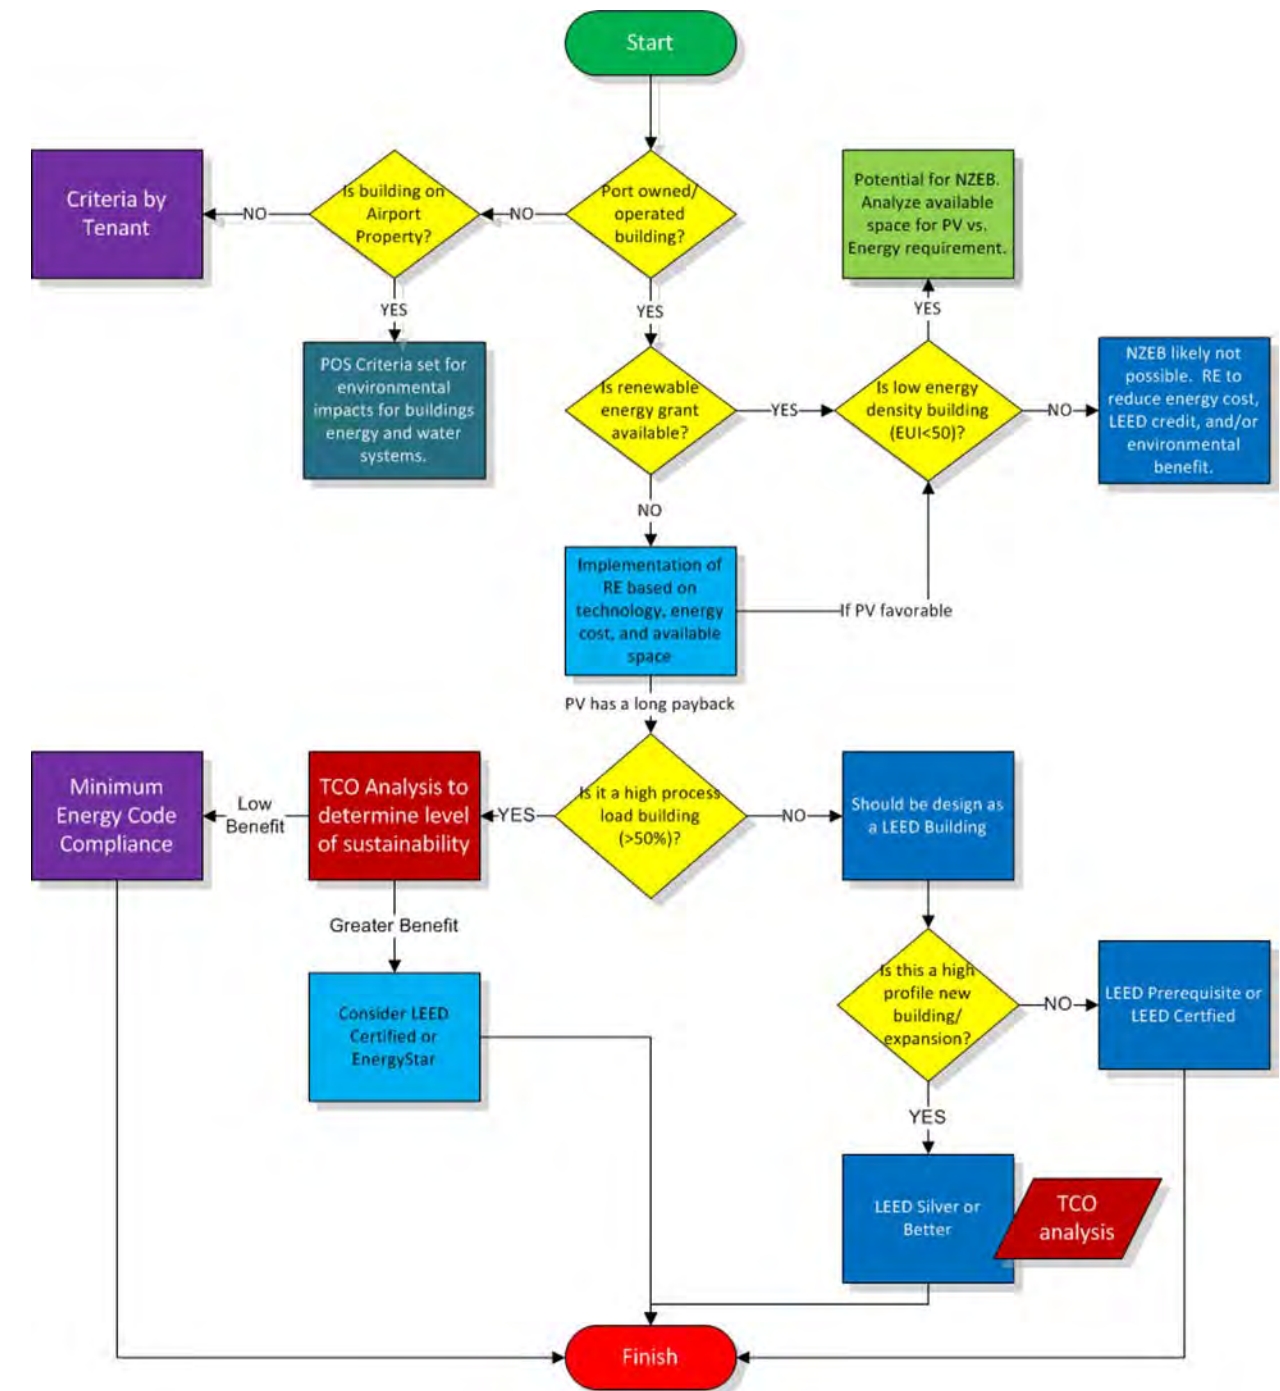 Start
Criteria by
Tenant
NO
Is building on
Airport
Property?
NO
Port owned/
operated
building?
Potential for NZEB.
Analyze available
space for PV vs.
Energy requirement.
YES
YES
YES
POS Criteria set for
environmental
impacts for buildings
energy and water
systems.
Is renewable
energy grant
available?
YES
Is low energy
density building
(EUI<50)?
NO
NZEB likely not
possible. RE to
reduce energy cost,
LEED credit, and/or
environmental
benefit.
NO
Implementation of
RE based on
technology, energy
cost, and available
space
If PV favorable
PV has a long payback
Minimum
Energy Code
Compliance
Low
Benefit
TCO Analysis to
determine level
of sustainability
YES
Is it a high process
load building
(>50%)?
NO
Should be design as
a LEED Building
Greater Benefit
Consider LEED
Certified or
EnergyStar
Is this a high
profile new
building/
expansion?
NO
LEED Prerequisite or
LEED Certfied
YES
LEED Silver or
Better
TCO
analysis
Finish